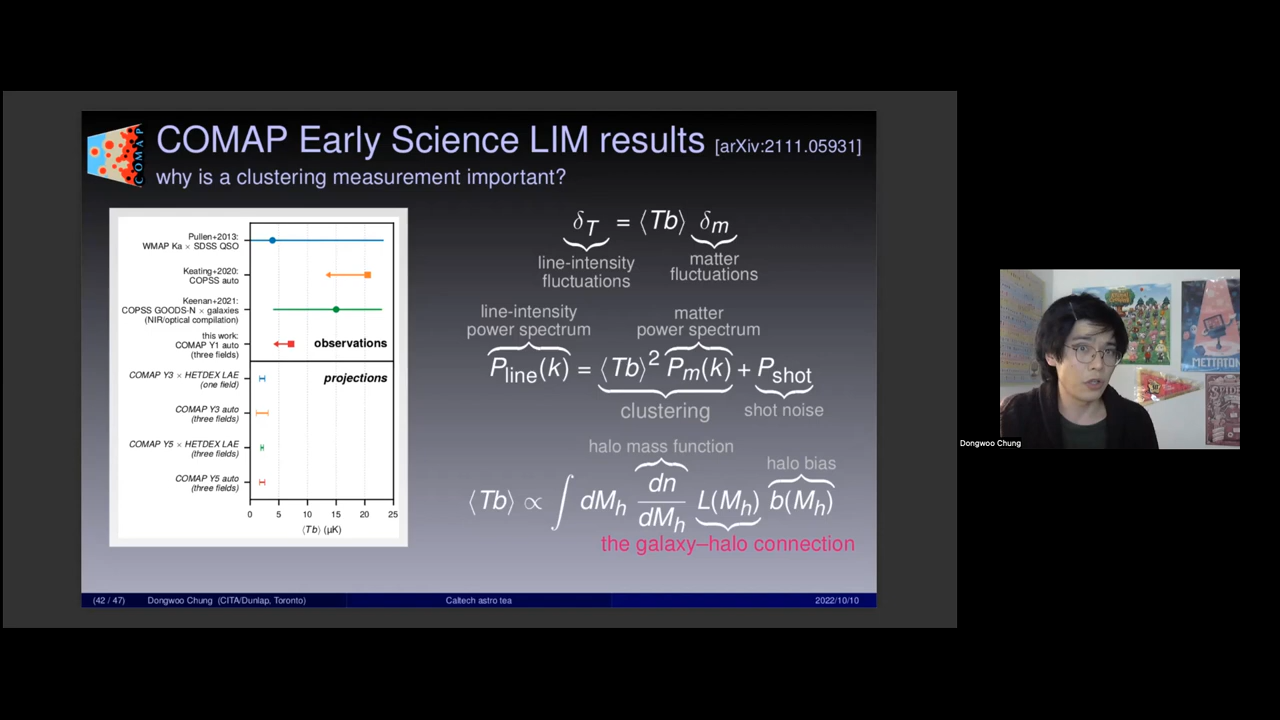 COMAP
COMAP Early Science LIM results [arXiv:2111.05931]
why is a clustering measurement important?
Pullen+2013:
WMAP Ka × SDSS QSO
Keating+2020:
COPSS auto
Keenan+2021:
COPSS GOODS-N × galaxies
(NIR/optical compilation)
this work:
COMAP Y1 auto
(three fields)
observations
COMAP Y3 × HETDEX LAE
(one field)
projections
COMAP Y3 auto
(three fields)
COMAP Y5 × HETDEX LAE
(three fields)
COMAP Y5 auto
(three fields)
0 5 10 15 20 25
⟨Tb⟩ (μK)
δ_T = ⟨Tb⟩ δ_m
line-intensity
fluctuations
matter
fluctuations
line-intensity
power spectrum
matter
power spectrum
P_line(k) = ⟨Tb⟩² P_m(k) + P_shot
clustering
shot noise
halo mass function
halo bias
⟨Tb⟩ ∝ ∫ dM_h dn/dM_h L(M_h) b(M_h)
the galaxy–halo connection
(42 / 47) Dongwoo Chung (CITA/Dunlap, Toronto) Caltech astro tea 2022/10/10
Dongwoo Chung
METTATON